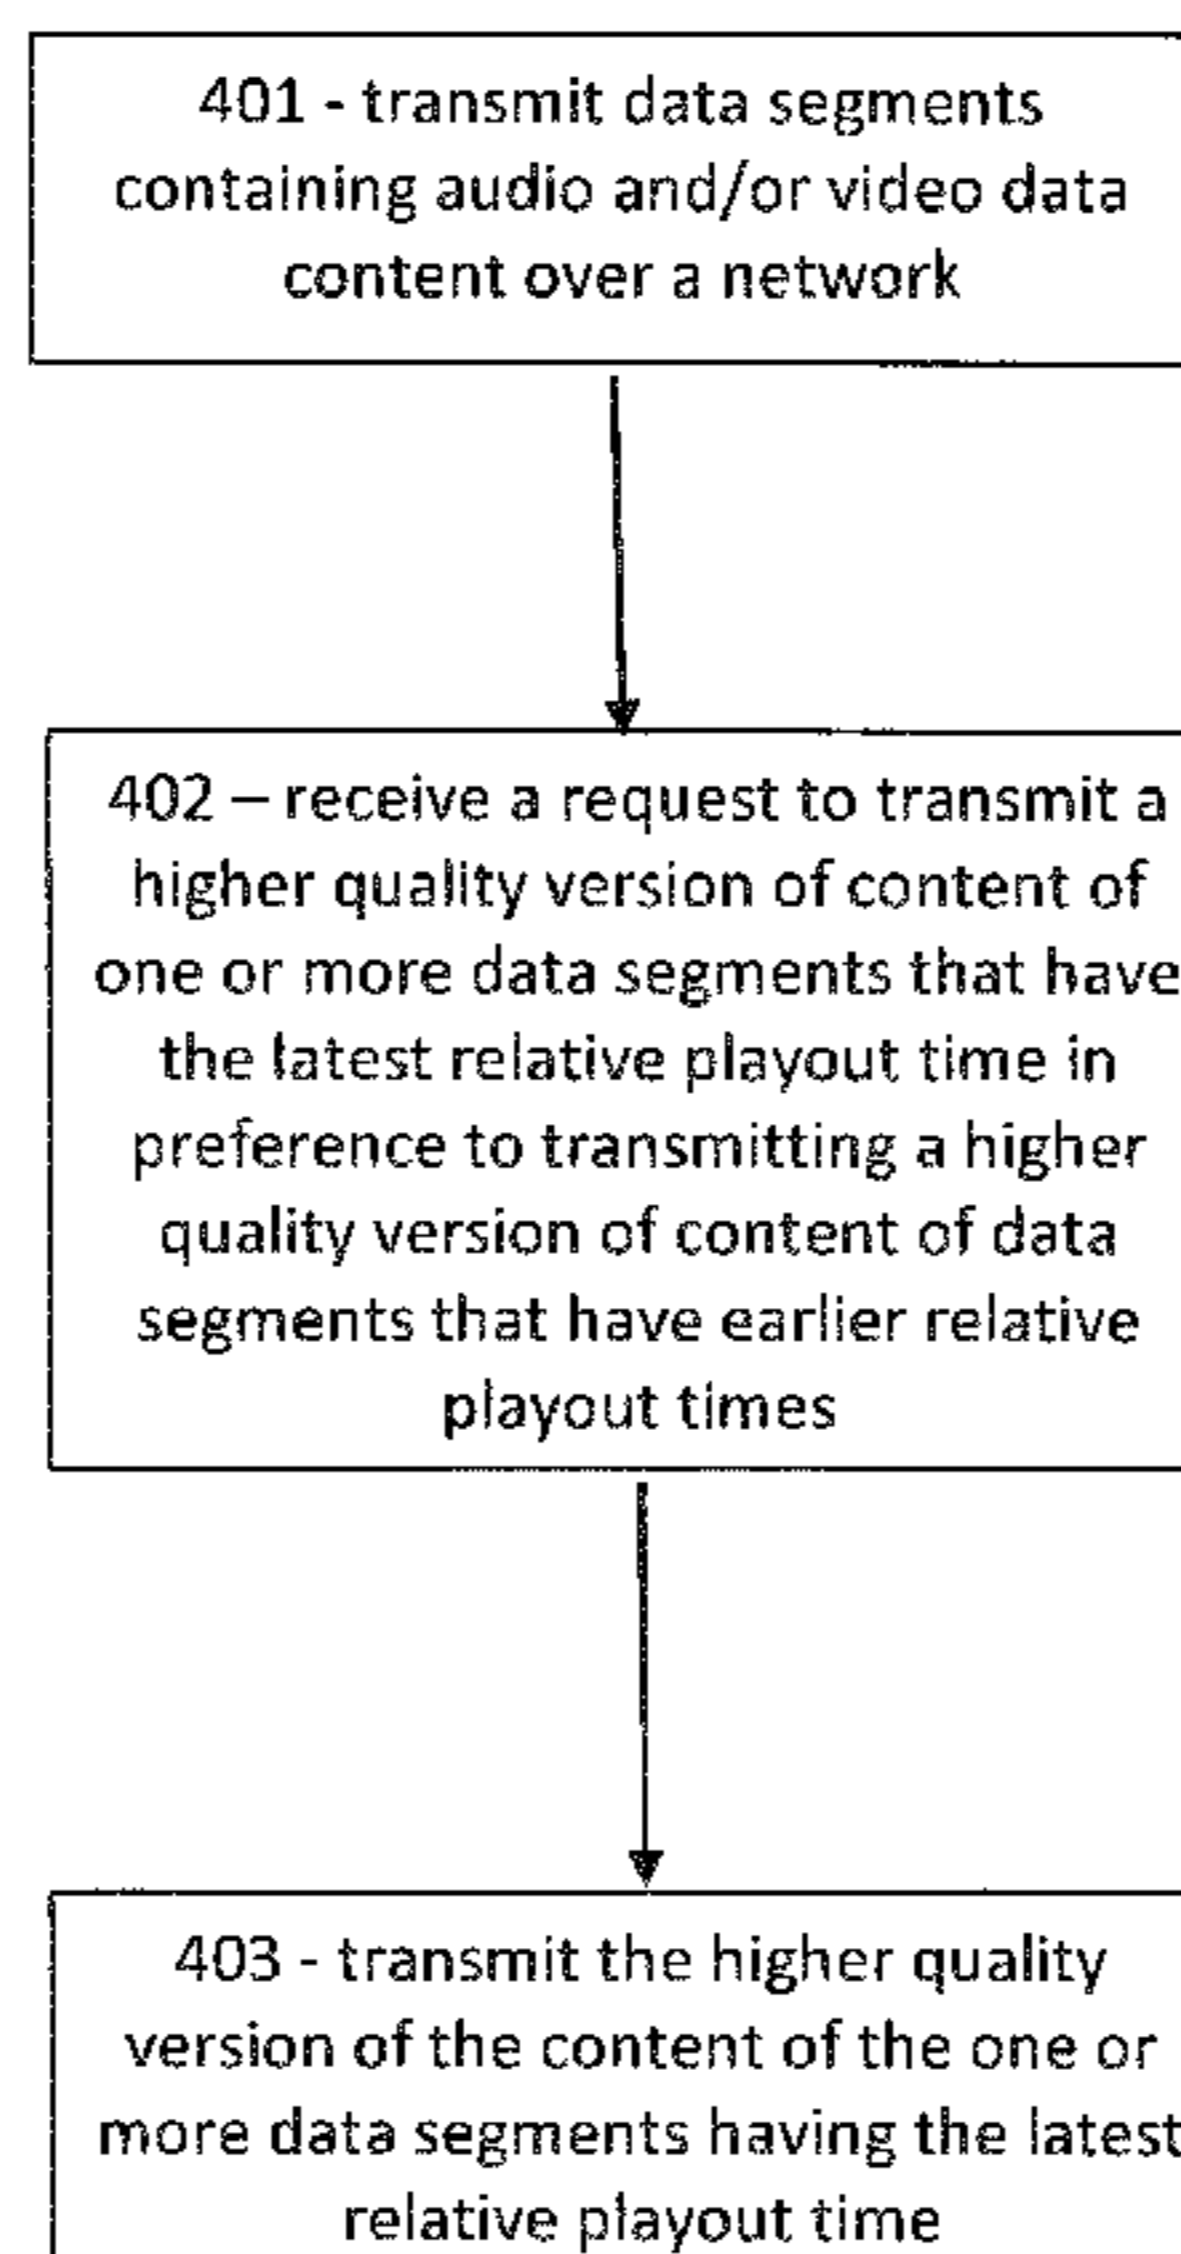 401 - transmit data segments
containing audio and/or video data
content over a network
402 – receive a request to transmit a
higher quality version of content of
one or more data segments that have
the latest relative playout time in
preference to transmitting a higher
quality version of content of data
segments that have earlier relative
playout times
403 - transmit the higher quality
version of the content of the one or
more data segments having the latest
relative playout time